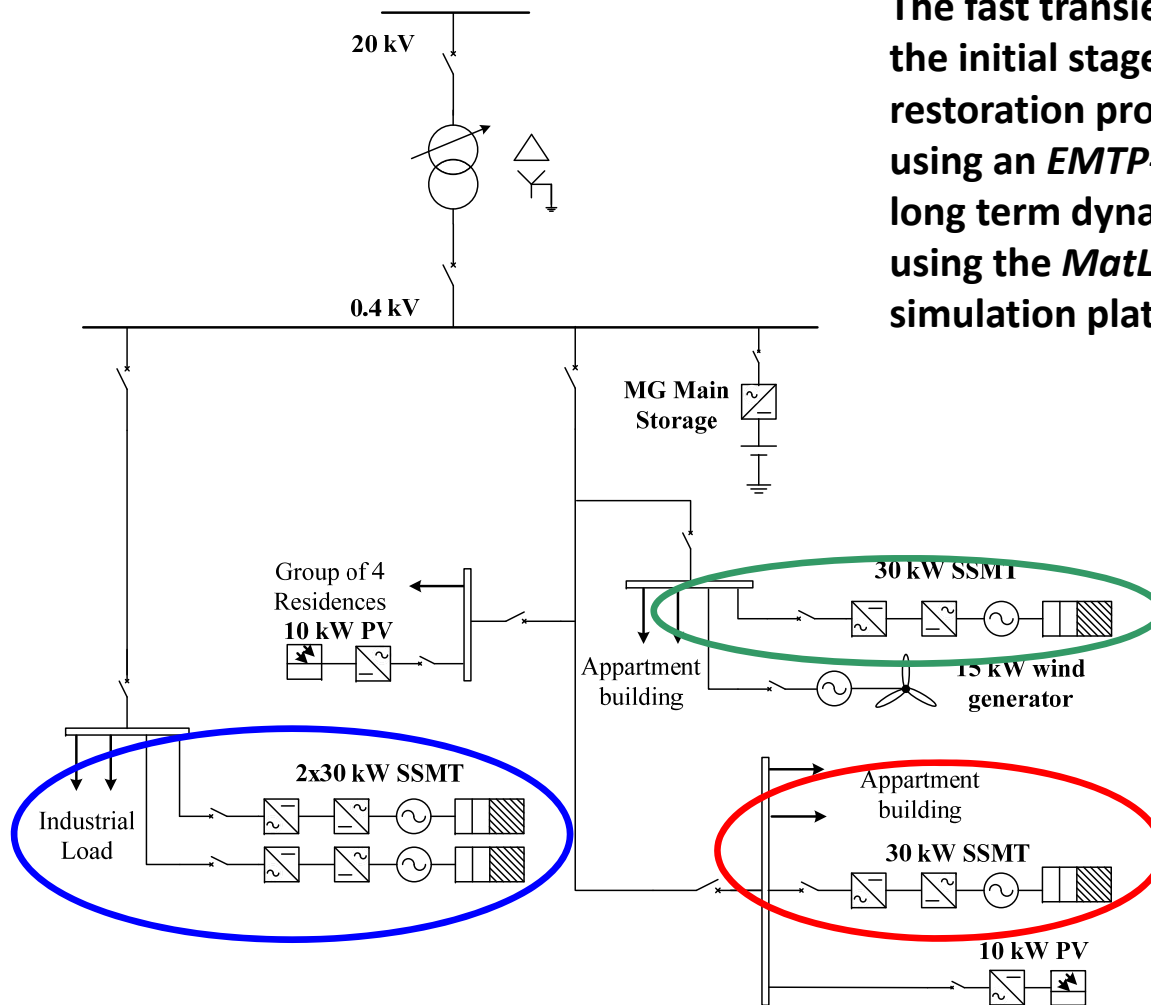 The fast transie
the initial stage
restoration pro
using an EMTP-
long term dyna
using the MatL
simulation plat
20 kV
0.4 kV
MG Main
Storage
Group of 4
Residences
10 kW PV
30 kW SSMT
Appartment
building
15 kW wind
generator
2x30 kW SSMT
Industrial
Load
Appartment
building
30 kW SSMT
10 kW PV